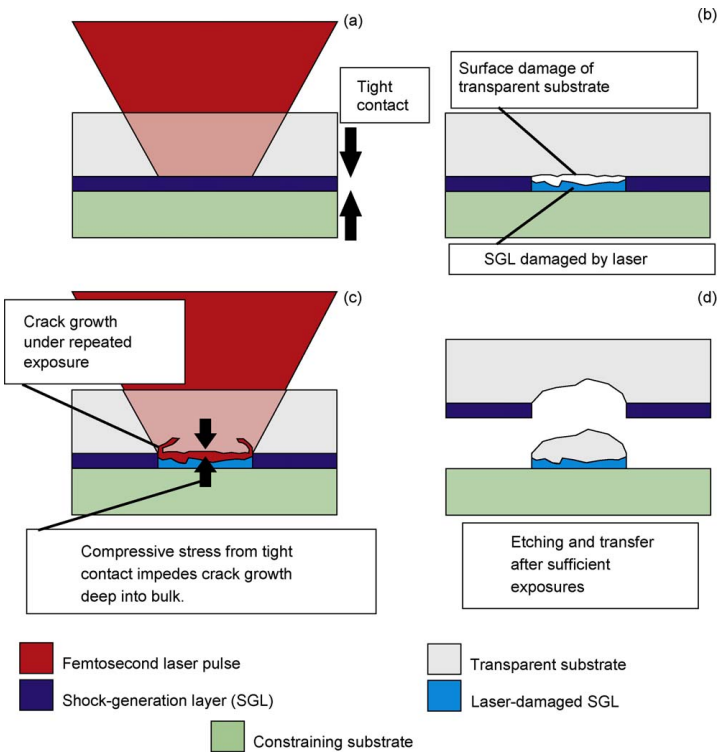 (a)
Tight
contact
(b)
Surface damage of
transparent substrate
SGL damaged by laser
(c)
Crack growth
under repeated
exposure
Compressive stress from tight
contact impedes crack growth
deep into bulk.
(d)
Etching and transfer
after sufficient
exposures
Femtosecond laser pulse
Transparent substrate
Shock-generation layer (SGL)
Laser-damaged SGL
Constraining substrate